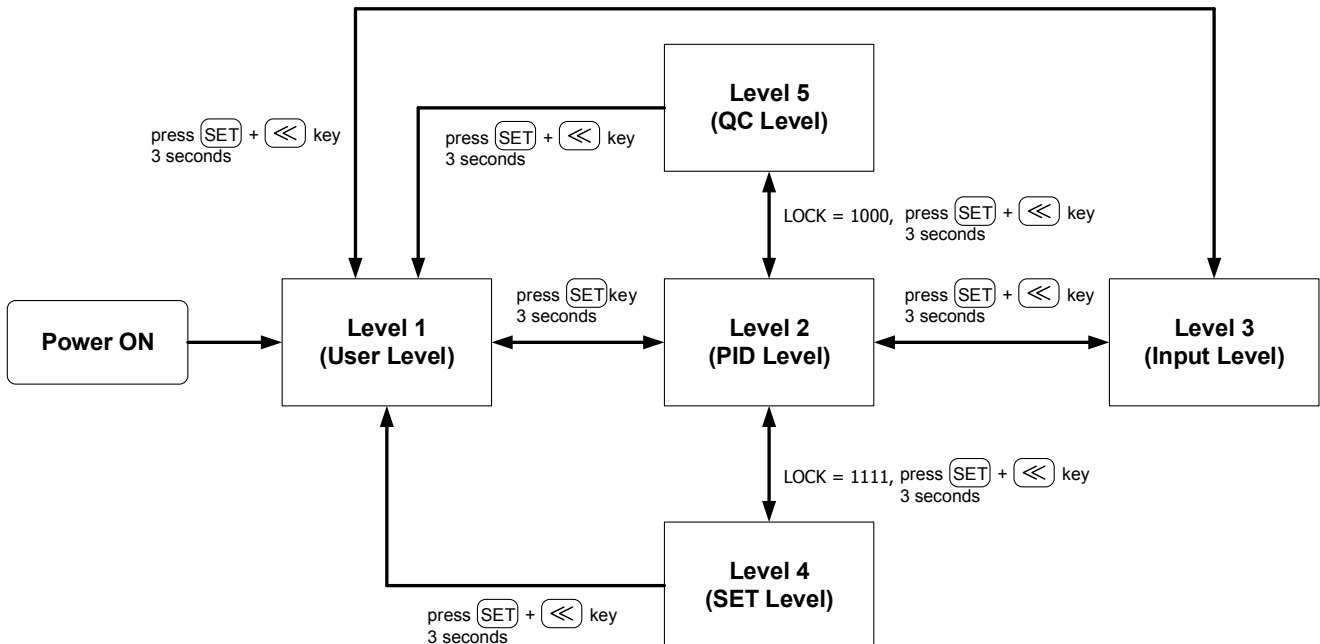 Level 5
(QC Level)
press SET + ≪ key
3 seconds
press SET + ≪ key
3 seconds
LOCK = 1000, press SET + ≪ key
3 seconds
Power ON
Level 1
(User Level)
press SET key
3 seconds
Level 2
(PID Level)
press SET + ≪ key
3 seconds
Level 3
(Input Level)
LOCK = 1111, press SET + ≪ key
3 seconds
Level 4
(SET Level)
press SET + ≪ key
3 seconds